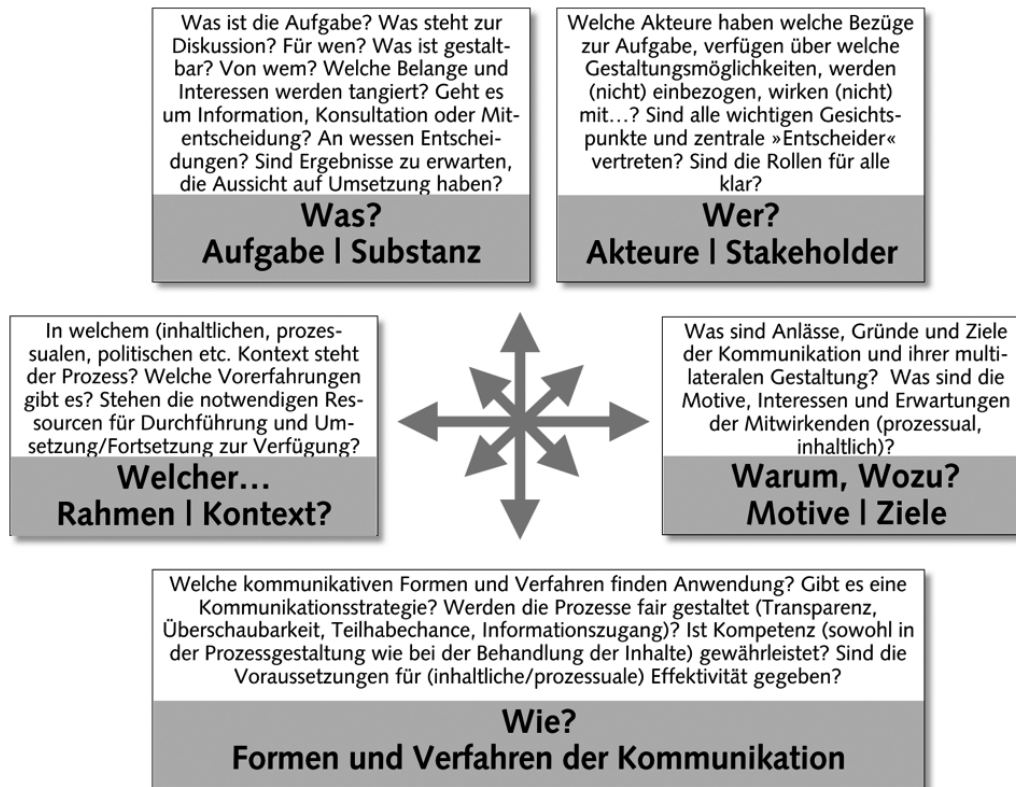 Was ist die Aufgabe? Was steht zur
Diskussion? Für wen? Was ist gestalt-
bar? Von wem? Welche Belange und
Interessen werden tangiert? Geht es
um Information, Konsultation oder Mit-
entscheidung? An wessen Entschei-
dungen? Sind Ergebnisse zu erwarten,
die Aussicht auf Umsetzung haben?
Was?
Aufgabe | Substanz
Welche Akteure haben welche Bezüge
zur Aufgabe, verfügen über welche
Gestaltungsmöglichkeiten, werden
(nicht) einbezogen, wirken (nicht)
mit…? Sind alle wichtigen Gesichts-
punkte und zentrale »Entscheider«
vertreten? Sind die Rollen für alle
klar?
Wer?
Akteure | Stakeholder
In welchem (inhaltlichen, prozes-
sualen, politischen etc. Kontext steht
der Prozess? Welche Vorerfahrungen
gibt es? Stehen die notwendigen Res-
sourcen für Durchführung und Um-
setzung/Fortsetzung zur Verfügung?
Welcher…
Rahmen | Kontext?
Was sind Anlässe, Gründe und Ziele
der Kommunikation und ihrer multi-
lateralen Gestaltung? Was sind die
Motive, Interessen und Erwartungen
der Mitwirkenden (prozessual,
inhaltlich)?
Warum, Wozu?
Motive | Ziele
Welche kommunikativen Formen und Verfahren finden Anwendung? Gibt es eine
Kommunikationsstrategie? Werden die Prozesse fair gestaltet (Transparenz,
Überschaubarkeit, Teilhabechance, Informationszugang)? Ist Kompetenz (sowohl in
der Prozessgestaltung wie bei der Behandlung der Inhalte) gewährleistet? Sind die
Voraussetzungen für (inhaltliche/prozessuale) Effektivität gegeben?
Wie?
Formen und Verfahren der Kommunikation